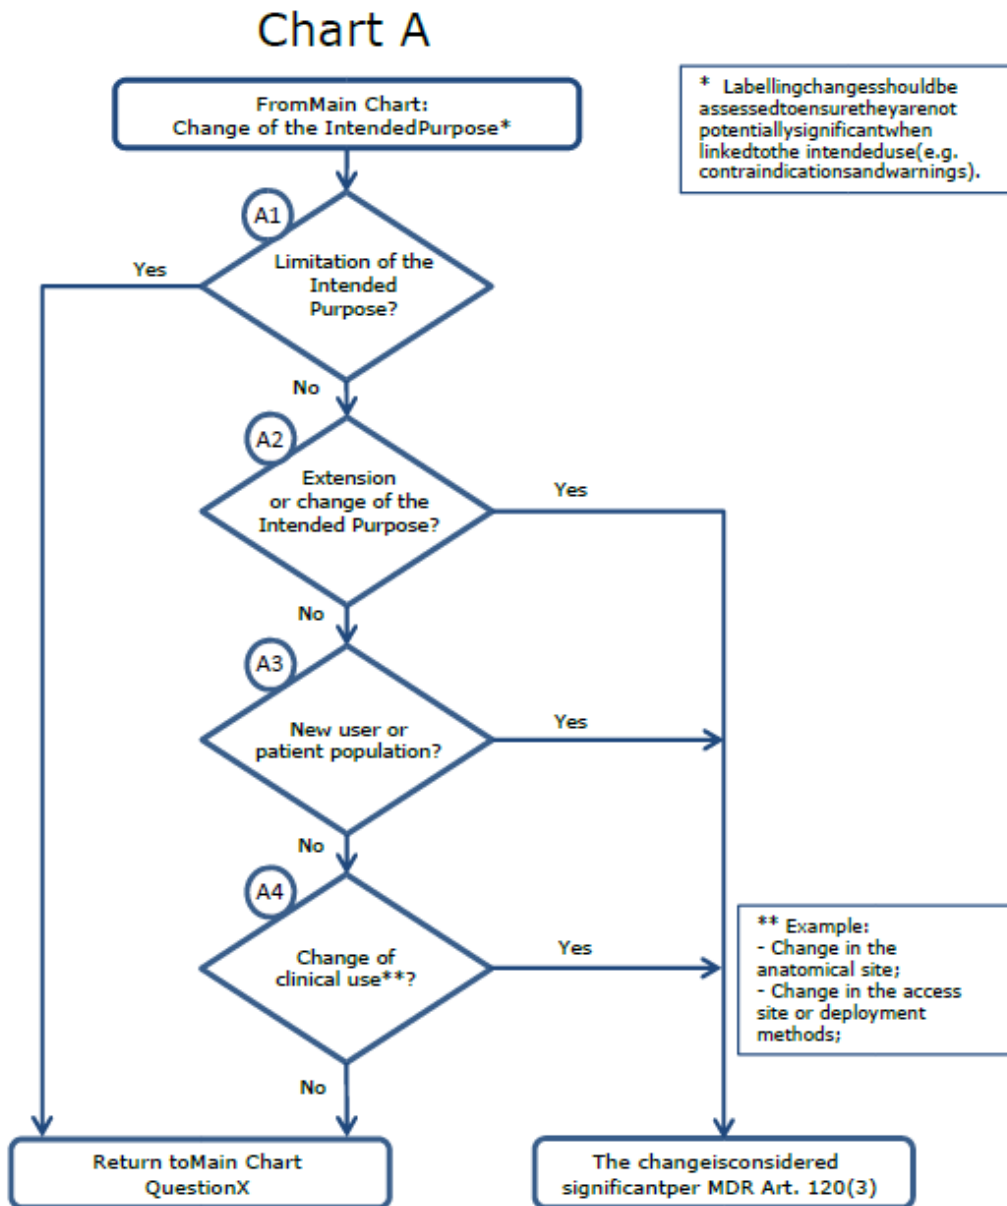 Chart A
FromMain Chart:
Change of the IntendedPurpose*
* Labellingchangesshouldbe
assessedtoensuretheyarenot
potentiallysignificantwhen
linkedtothe intendeduse(e.g.
contraindicationsandwarnings).
A1
Limitation of the
Intended
Purpose?
Yes
No
A2
Extension
or change of the
Intended Purpose?
Yes
No
A3
New user or
patient population?
Yes
No
A4
Change of
clinical use**?
Yes
No
** Example:
- Change in the
anatomical site;
- Change in the access
site or deployment
methods;
Return toMain Chart
QuestionX
The changeisconsidered
significantper MDR Art. 120(3)